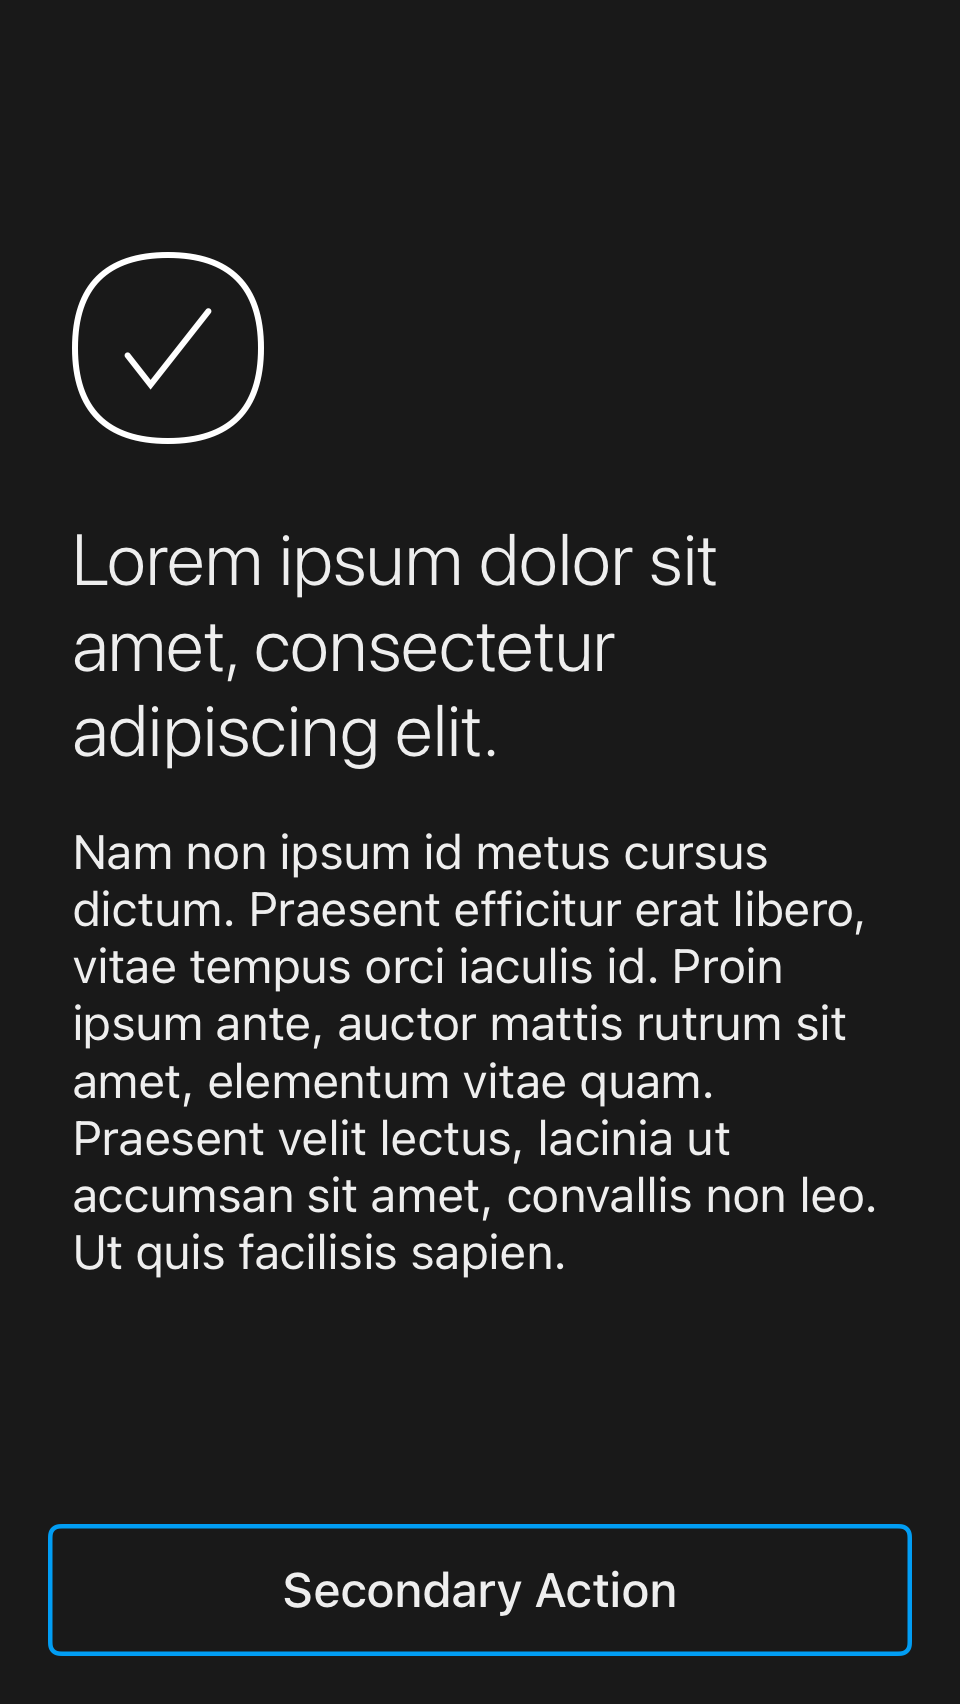 Lorem ipsum dolor sit
amet, consectetur
adipiscing elit.
Nam non ipsum id metus cursus
dictum. Praesent efficitur erat libero,
vitae tempus orci iaculis id. Proin
ipsum ante, auctor mattis rutrum sit
amet, elementum vitae quam.
Praesent velit lectus, lacinia ut
accumsan sit amet, convallis non leo.
Ut quis facilisis sapien.
Secondary Action